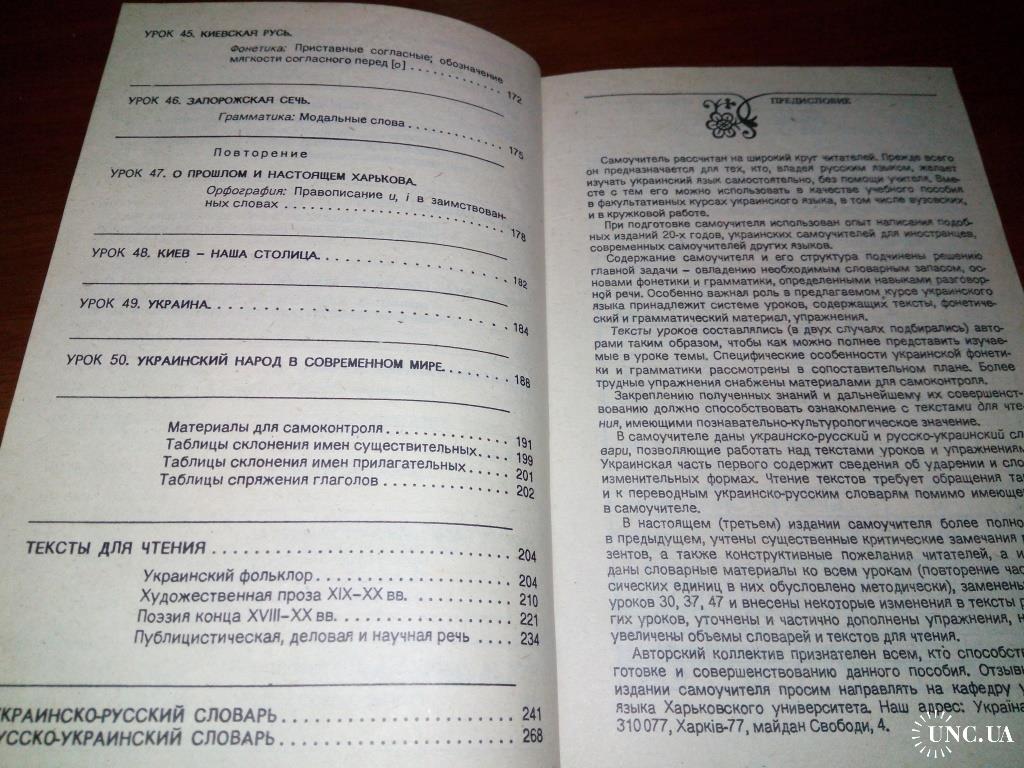 УРОК 45. КИЕВСКАЯ РУСЬ.
Фонетика: Приставные согласные; обозначение
мягкости согласного перед [о] . . . . . . . . . . . . 172
УРОК 46. ЗАПОРОЖСКАЯ СЕЧЬ.
Грамматика: Модальные слова . . . . . . . . . . . . 175
Повторение
УРОК 47. О ПРОШЛОМ И НАСТОЯЩЕМ ХАРЬКОВА.
Орфография: Правописание и, і в заимствован-
ных словах . . . . . . . . . . . . 178
УРОК 48. КИЕВ – НАША СТОЛИЦА. . . . . . . . . . . . 182
УРОК 49. УКРАИНА. . . . . . . . . . . . 184
УРОК 50. УКРАИНСКИЙ НАРОД В СОВРЕМЕННОМ МИРЕ. . . . . . . 188
Материалы для самоконтроля . . . . . . . . . . . . 191
Таблицы склонения имен существительных. . . . . 199
Таблицы склонения имен прилагательных. . . . . . 201
Таблицы спряжения глаголов . . . . . . . . . . . . 202
ТЕКСТЫ ДЛЯ ЧТЕНИЯ . . . . . . . . . . . . 204
Украинский фольклор . . . . . . . . . . . . 204
Художественная проза XIX–XX вв. . . . . . . . . . . 210
Поэзия конца XVIII–XX вв. . . . . . . . . . . . 221
Публицистическая, деловая и научная речь . . . . . 234
УКРАИНСКО-РУССКИЙ СЛОВАРЬ . . . . . . . . . . . . 241
РУССКО-УКРАИНСКИЙ СЛОВАРЬ . . . . . . . . . . . . 268
ПРЕДИСЛОВИЕ
Самоучитель рассчитан на широкий круг читателей. Прежде всего
он предназначается для тех, кто, владея русским языком, желает
изучать украинский язык самостоятельно, без помощи учителя. Вме-
сте с тем его можно использовать в качестве учебного пособия
в факультативных курсах украинского языка, в том числе вузовских,
и в кружковой работе.
При подготовке самоучителя использован опыт написания подоб-
ных изданий 20-х годов, украинских самоучителей для иностранцев,
современных самоучителей других языков.
Содержание самоучителя и его структура подчинены решению
главной задачи – овладению необходимым словарным запасом, ос-
новами фонетики и грамматики, определенными навыками разговор-
ной речи. Особенно важная роль в предлагаемом курсе украинского
языка принадлежит системе уроков, содержащих тексты, фонетичес-
кий и грамматический материал, упражнения.
Тексты уроков составлялись (в двух случаях подбирались) авто-
рами таким образом, чтобы как можно полнее представить изучае-
мые в уроке темы. Специфические особенности украинской фонети-
ки и грамматики рассмотрены в сопоставительном плане. Более
трудные упражнения снабжены материалами для самоконтроля.
Закреплению полученных знаний и дальнейшему их совершенст-
вованию должно способствовать ознакомление с текстами для чте-
ния, имеющими познавательно-культурологическое значение.
В самоучителе даны украинско-русский и русско-украинский сло
вари, позволяющие работать над текстами уроков и упражнениям
Украинская часть первого содержит сведения об ударении и сло
изменительных формах. Чтение текстов требует обращения так
и к переводным украинско-русским словарям помимо имеюще
в самоучителе.
В настоящем (третьем) издании самоучителя более полно
в предыдущем, учтены существенные критические замечания р
зентов, а также конструктивные пожелания читателей, а и
даны словарные материалы ко всем урокам (повторение час
сических единиц в них обусловлено методически), заменены
уроков 30, 37, 47 и внесены некоторые изменения в тексты р
гих уроков, уточнены и частично дополнены упражнения, н
увеличены объемы словарей и текстов для чтения.
Авторский коллектив признателен всем, кто способств
готовке и совершенствованию данного пособия. Отзывы
издании самоучителя просим направлять на кафедру у
языка Харьковского университета. Наш адрес: Україна
310077, Харків-77, майдан Свободи, 4.
UNC.UA